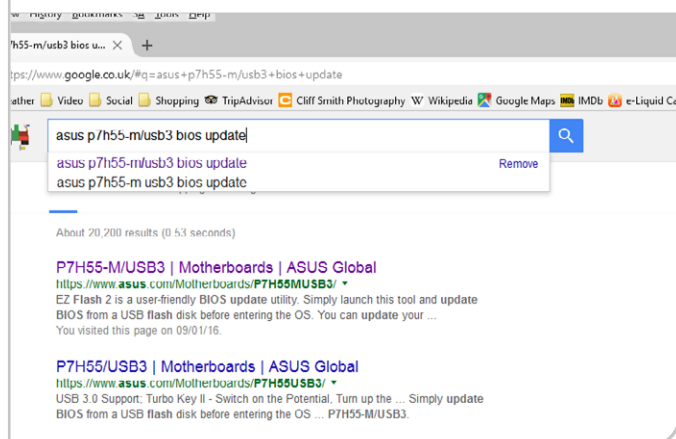 History Bookmarks Tools Help
7h55-m/usb3 bios u... × +
ps://www.google.co.uk/#q=asus+p7h55-m/usb3+bios+update
eather Video Social Shopping TripAdvisor Cliff Smith Photography W Wikipedia Google Maps IMDb IMDb e-Liquid Ca
asus p7h55-m/usb3 bios update
asus p7h55-m/usb3 bios update Remove
asus p7h55-m usb3 bios update
About 20,200 results (0.53 seconds)
P7H55-M/USB3 | Motherboards | ASUS Global
https://www.asus.com/Motherboards/P7H55MUSB3/
EZ Flash 2 is a user-friendly BIOS update utility. Simply launch this tool and update
BIOS from a USB flash disk before entering the OS. You can update your ...
You visited this page on 09/01/16.
P7H55/USB3 | Motherboards | ASUS Global
https://www.asus.com/Motherboards/P7H55USB3/
USB 3.0 Support; Turbo Key II - Switch on the Potential, Turn up the ... Simply update
BIOS from a USB flash disk before entering the OS ... P7H55-M/USB3.